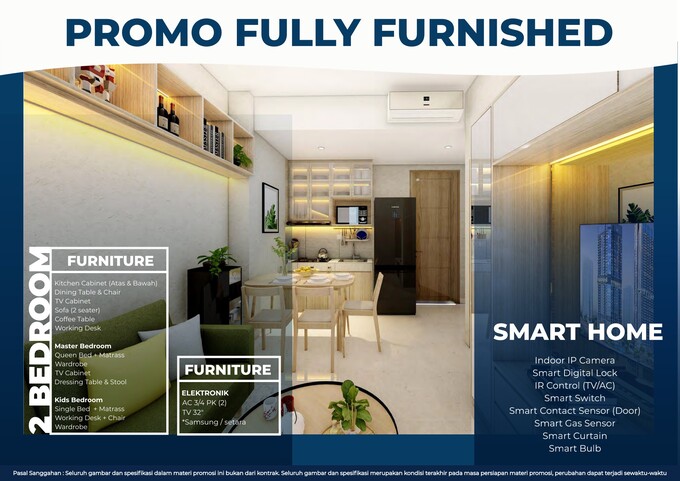 PROMO FULLY FURNISHED
2 BEDROOM
FURNITURE
Kitchen Cabinet (Atas & Bawah)
Dining Table & Chair
TV Cabinet
Sofa (2 seater)
Coffee Table
Working Desk
Master Bedroom
Queen Bed + Matrass
Wardrobe
TV Cabinet
Dressing Table & Stool
Kids Bedroom
Single Bed + Matrass
Working Desk + Chair
Wardrobe
FURNITURE
ELEKTRONIK
AC 3/4 PK (2)
TV 32"
*Samsung / setara
SMART HOME
Indoor IP Camera
Smart Digital Lock
IR Control (TV/AC)
Smart Switch
Smart Contact Sensor (Door)
Smart Gas Sensor
Smart Curtain
Smart Bulb
Pasal Sanggahan : Seluruh gambar dan spesifikasi dalam materi promosi ini bukan dari kontrak. Seluruh gambar dan spesifikasi merupakan kondisi terakhir pada masa persiapan materi promosi, perubahan dapat terjadi sewaktu-waktu